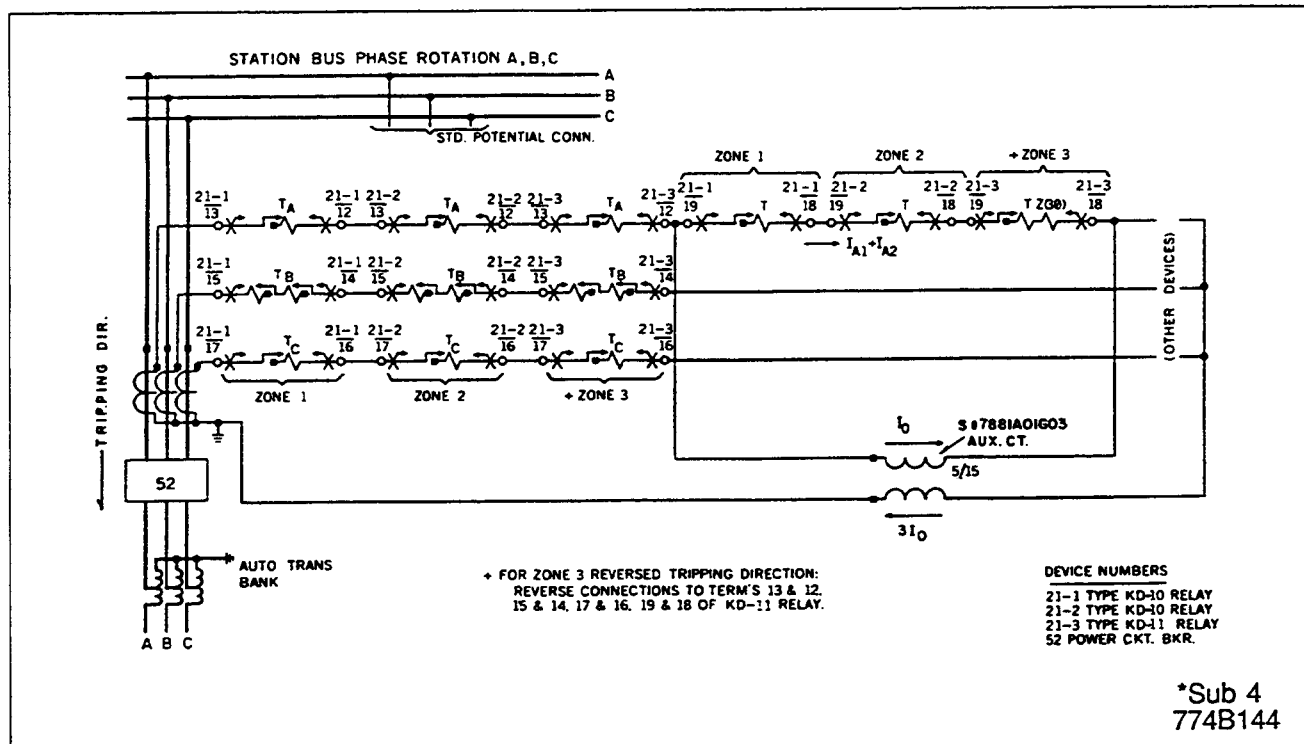 STATION BUS PHASE ROTATION A, B, C
A
B
C
STD. POTENTIAL CONN.
ZONE 1
ZONE 2
+ ZONE 3
21-1
13
TA
21-1
12
21-2
13
TA
21-2
12
21-3
13
TA
21-3
12
21-1
19
T
21-1
18
21-2
19
T
21-2
18
21-3
19
T Z(3Ø)
21-3
18
IA1+IA2
21-1
15
TB
21-1
14
21-2
15
TB
21-2
14
21-3
15
TB
21-3
14
21-1
17
TC
21-1
16
21-2
17
TC
21-2
16
21-3
17
TC
21-3
16
ZONE 1
ZONE 2
+ ZONE 3
(OTHER DEVICES)
TRIPPING DIR.
52
IO
S#7881A01G03
AUX. CT.
5/15
3IO
AUTO TRANS
BANK
A B C
+ FOR ZONE 3 REVERSED TRIPPING DIRECTION:
REVERSE CONNECTIONS TO TERM'S 13 & 12,
15 & 14, 17 & 16, 19 & 18 OF KD-11 RELAY.
DEVICE NUMBERS
21-1 TYPE KD-10 RELAY
21-2 TYPE KD-10 RELAY
21-3 TYPE KD-11 RELAY
52 POWER CKT. BKR.
*Sub 4
774B144